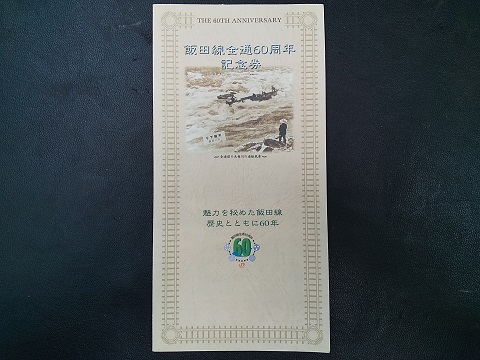 THE 60TH ANNIVERSARY
飯田線全通60周年
記念券
魅力を秘めた飯田線
歴史とともに60年
60